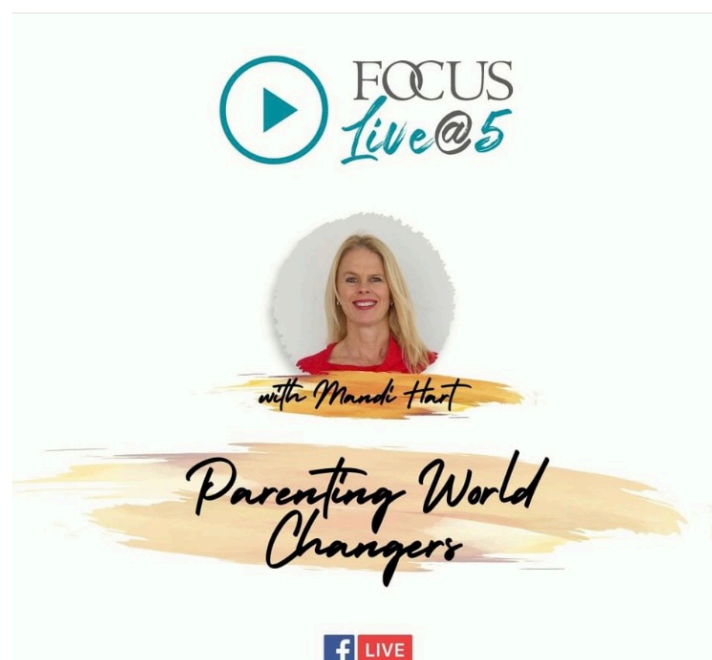 FOCUS
Live@5
with Mandi Hart
Parenting World
Changers
f LIVE